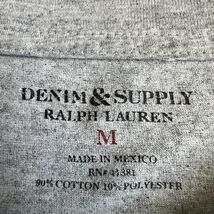 DENIM & SUPPLY
RALPH LAUREN
M
MADE IN MEXICO
RN# 41381
90% COTTON 10% POLYESTER